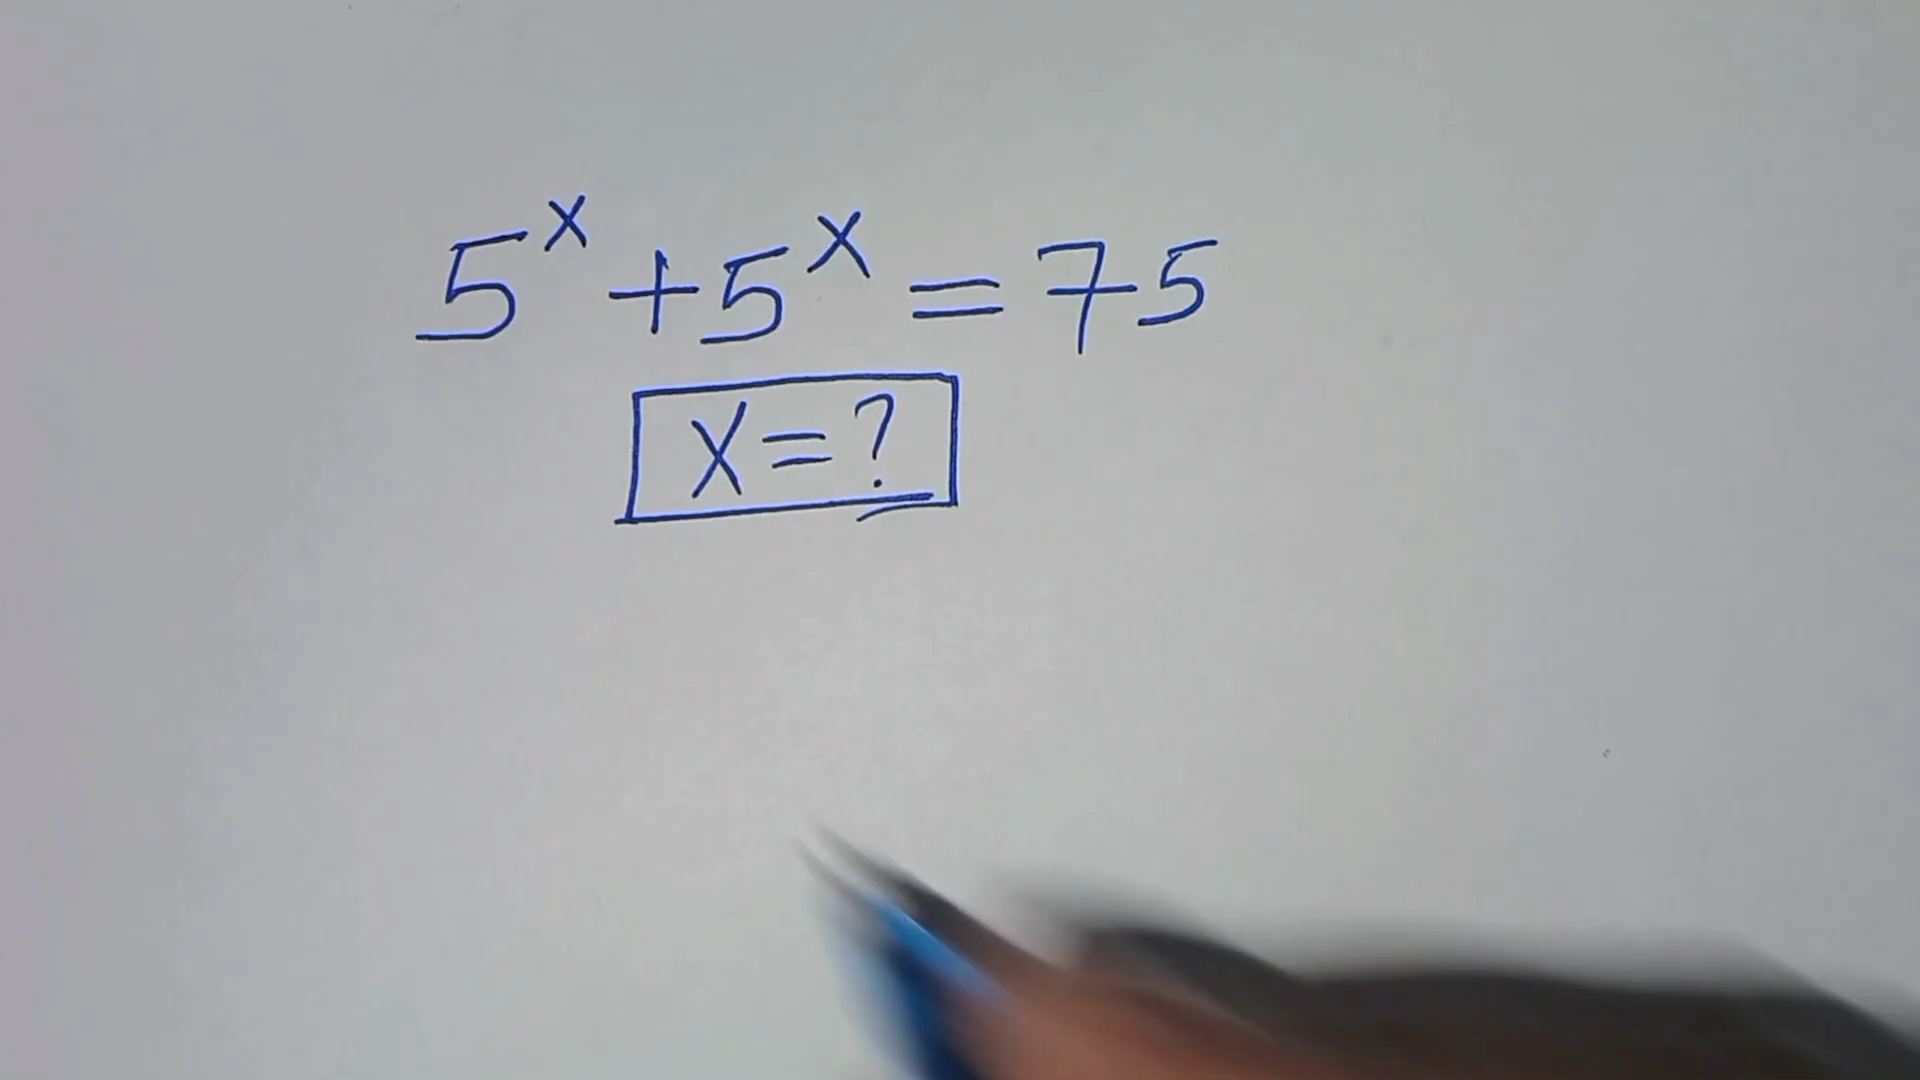 5^x + 5^x = 75
x = ?